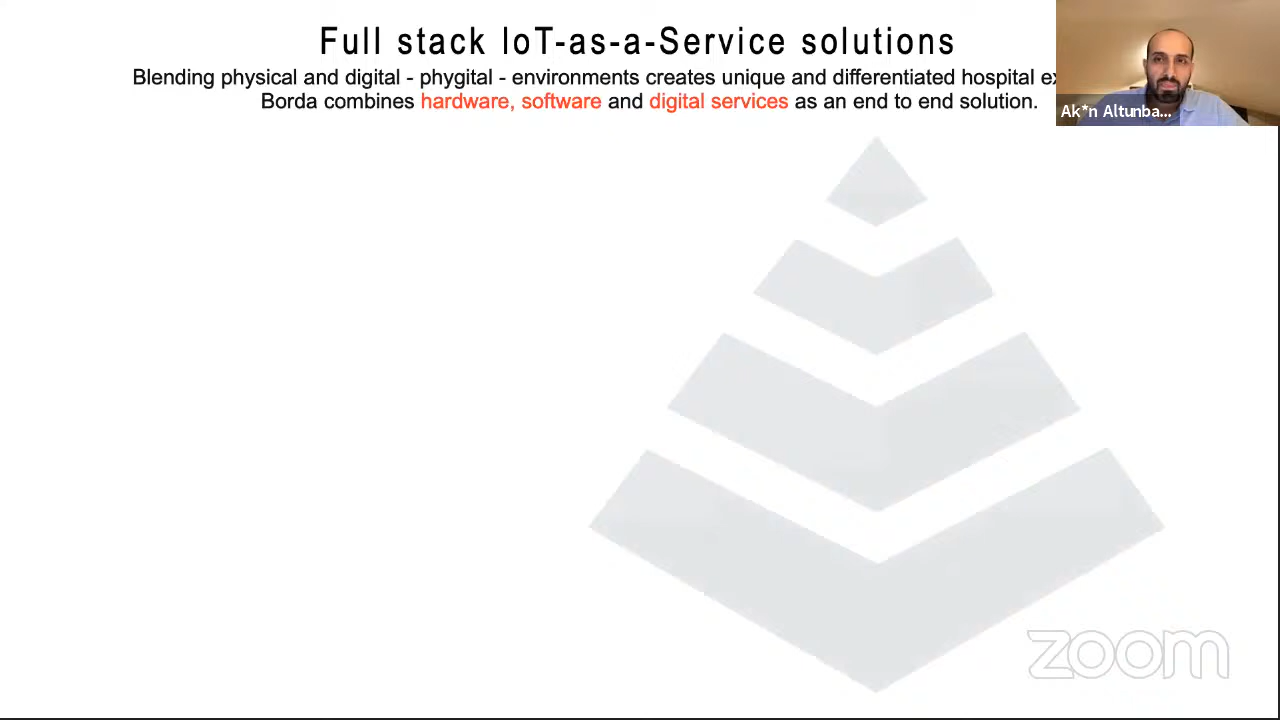 Full stack IoT-as-a-Service solutions
Blending physical and digital - phygital - environments creates unique and differentiated hospital
Borda combines hardware, software and digital services as an end to end solution.
Ak*n Altunba...
zoom